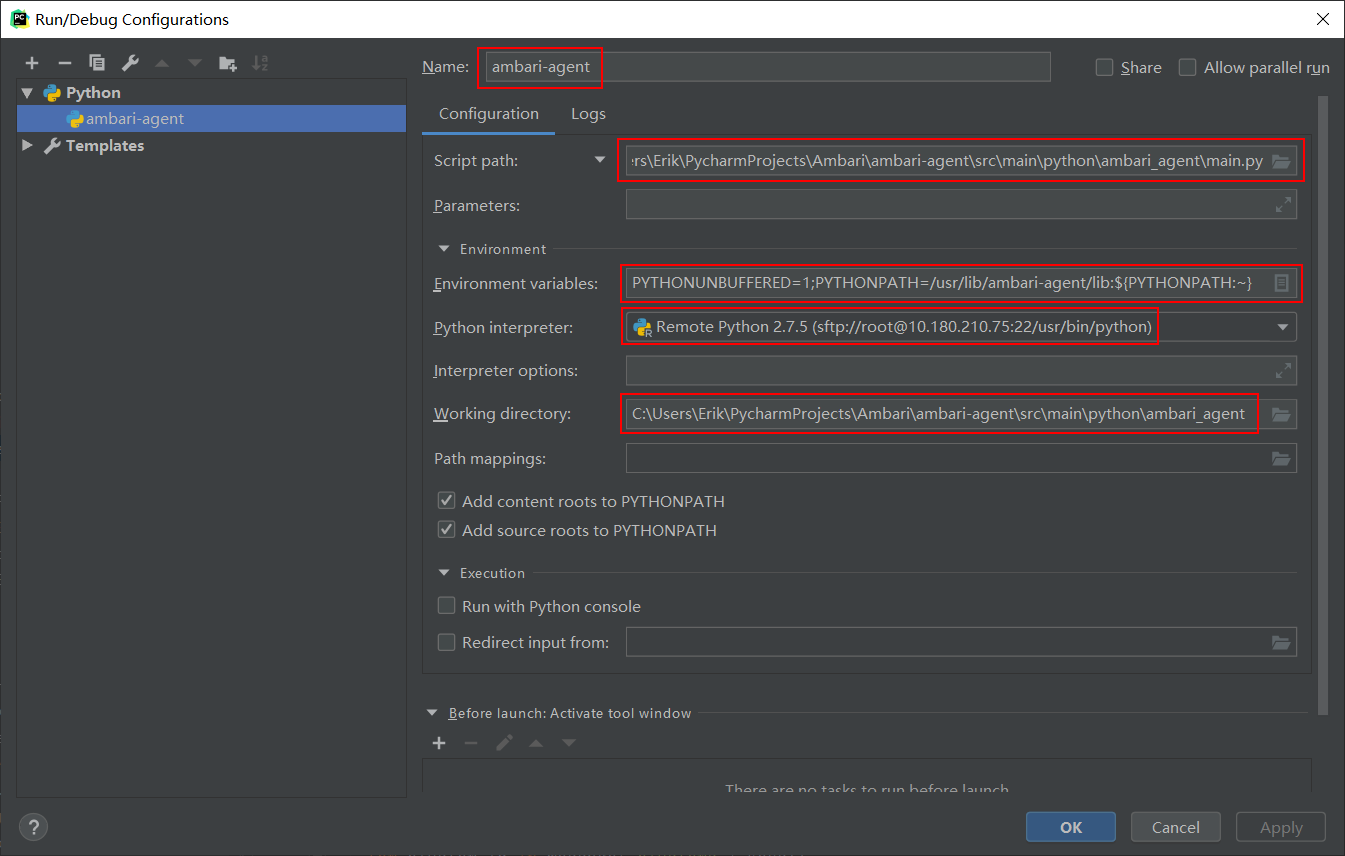 PC
Run/Debug Configurations
Python
ambari-agent
Templates
Name:
ambari-agent
Share
Allow parallel run
Configuration
Logs
Script path:
rs\Erik\PycharmProjects\Ambari\ambari-agent\src\main\python\ambari_agent\main.py
Parameters:
Environment
Environment variables:
PYTHONUNBUFFERED=1;PYTHONPATH=/usr/lib/ambari-agent/lib:${PYTHONPATH:~}
Python interpreter:
Remote Python 2.7.5 (sftp://root@10.180.210.75:22/usr/bin/python)
Interpreter options:
Working directory:
C:\Users\Erik\PycharmProjects\Ambari\ambari-agent\src\main\python\ambari_agent
Path mappings:
Add content roots to PYTHONPATH
Add source roots to PYTHONPATH
Execution
Run with Python console
Redirect input from:
Before launch: Activate tool window
There are no tasks to run before launch
?
OK
Cancel
Apply